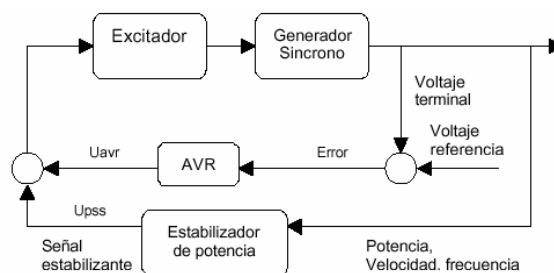 Excitador
Generador
Sincrono
Voltaje
terminal
Voltaje
referencia
Uavr
AVR
Error
Upss
Estabilizador
de potencia
Señal
estabilizante
Potencia,
Velocidad, frecuencia